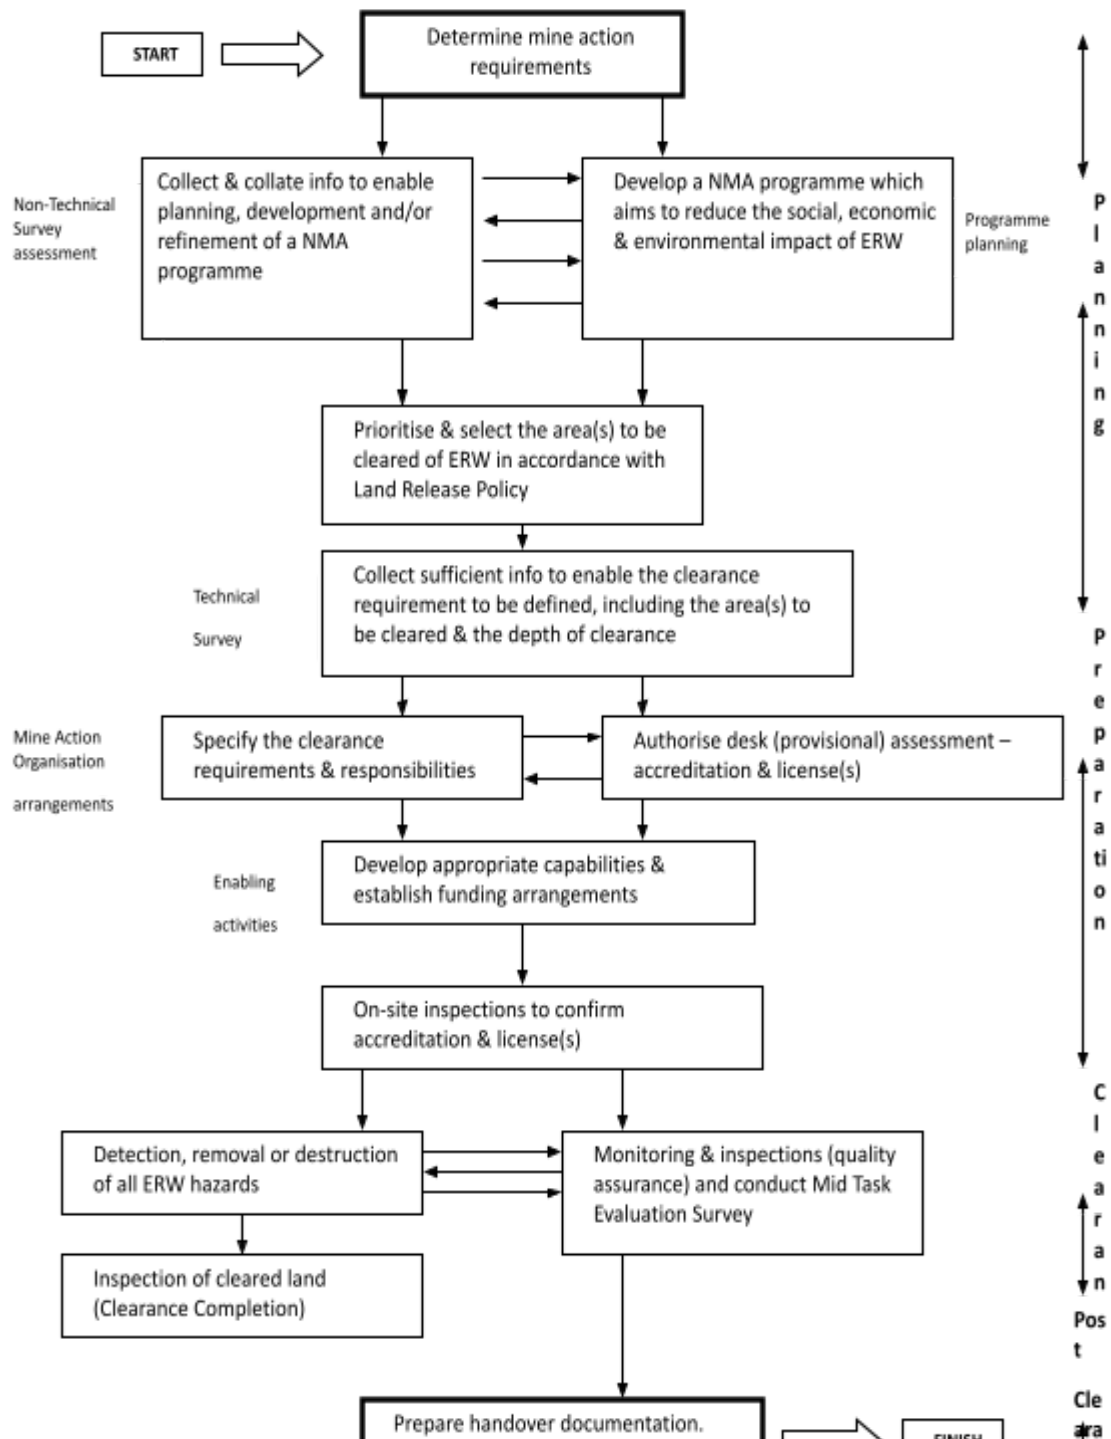 START
Determine mine action
requirements
Non-Technical
Survey
assessment
Collect & collate info to enable
planning, development and/or
refinement of a NMA
programme
Develop a NMA programme which
aims to reduce the social, economic
& environmental impact of ERW
Programme
planning
P
l
a
n
n
i
n
g
Prioritise & select the area(s) to be
cleared of ERW in accordance with
Land Release Policy
Technical
Survey
Collect sufficient info to enable the clearance
requirement to be defined, including the area(s) to
be cleared & the depth of clearance
P
r
e
p
a
r
a
ti
o
n
Mine Action
Organisation
arrangements
Specify the clearance
requirements & responsibilities
Authorise desk (provisional) assessment –
accreditation & license(s)
Enabling
activities
Develop appropriate capabilities &
establish funding arrangements
On-site inspections to confirm
accreditation & license(s)
C
l
e
a
r
a
n
Detection, removal or destruction
of all ERW hazards
Monitoring & inspections (quality
assurance) and conduct Mid Task
Evaluation Survey
Inspection of cleared land
(Clearance Completion)
Pos
t
Cle
ara
Prepare handover documentation.
FINISH